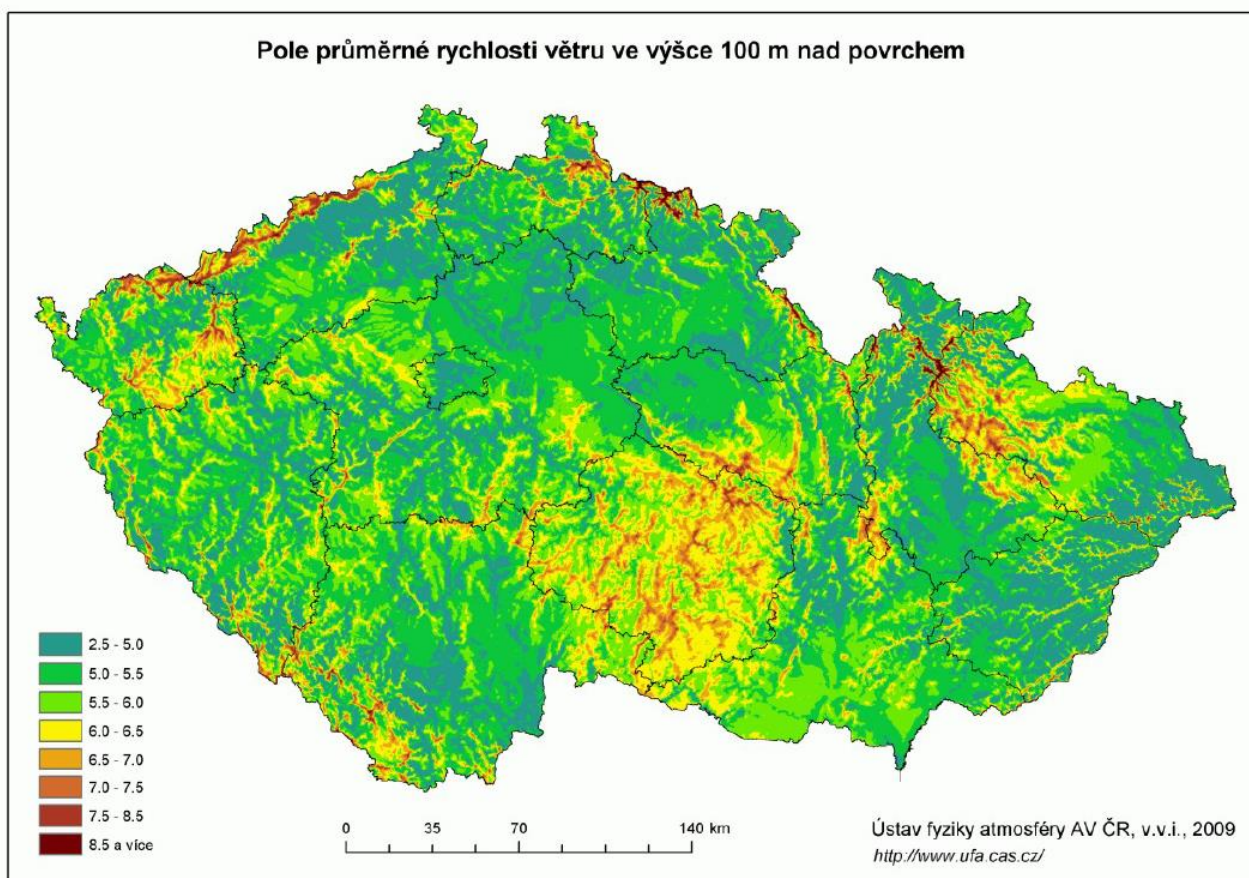 Pole průměrné rychlosti větru ve výšce 100 m nad povrchem
2.5 - 5.0
5.0 - 5.5
5.5 - 6.0
6.0 - 6.5
6.5 - 7.0
7.0 - 7.5
7.5 - 8.5
8.5 a více
0 35 70 140 km
Ústav fyziky atmosféry AV ČR, v.v.i., 2009
http://www.ufa.cas.cz/